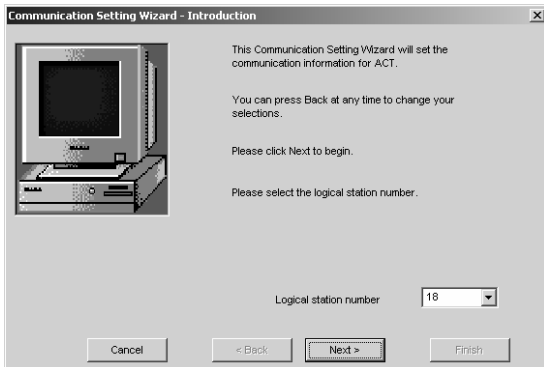 Communication Setting Wizard - Introduction
This Communication Setting Wizard will set the
communication information for ACT.
You can press Back at any time to change your
selections.
Please click Next to begin.
Please select the logical station number.
Logical station number
18
Cancel
< Back
Next >
Finish